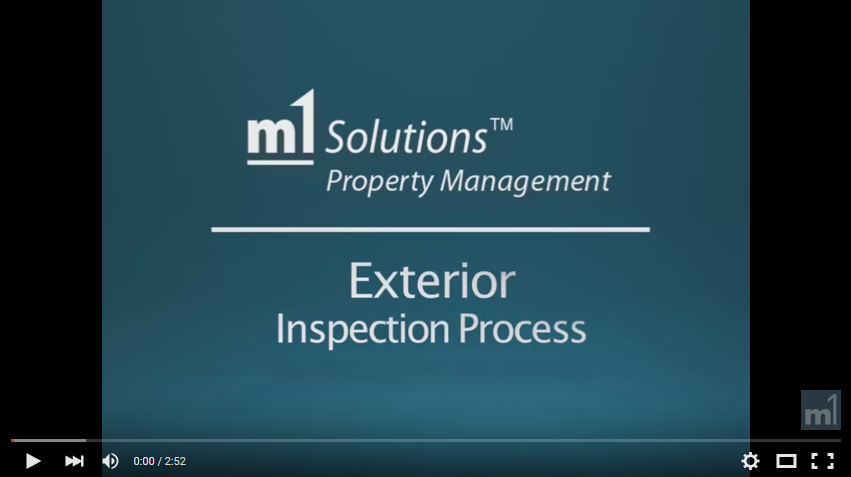 m1 Solutions™
Property Management
Exterior
Inspection Process
m1
0:00 / 2:52